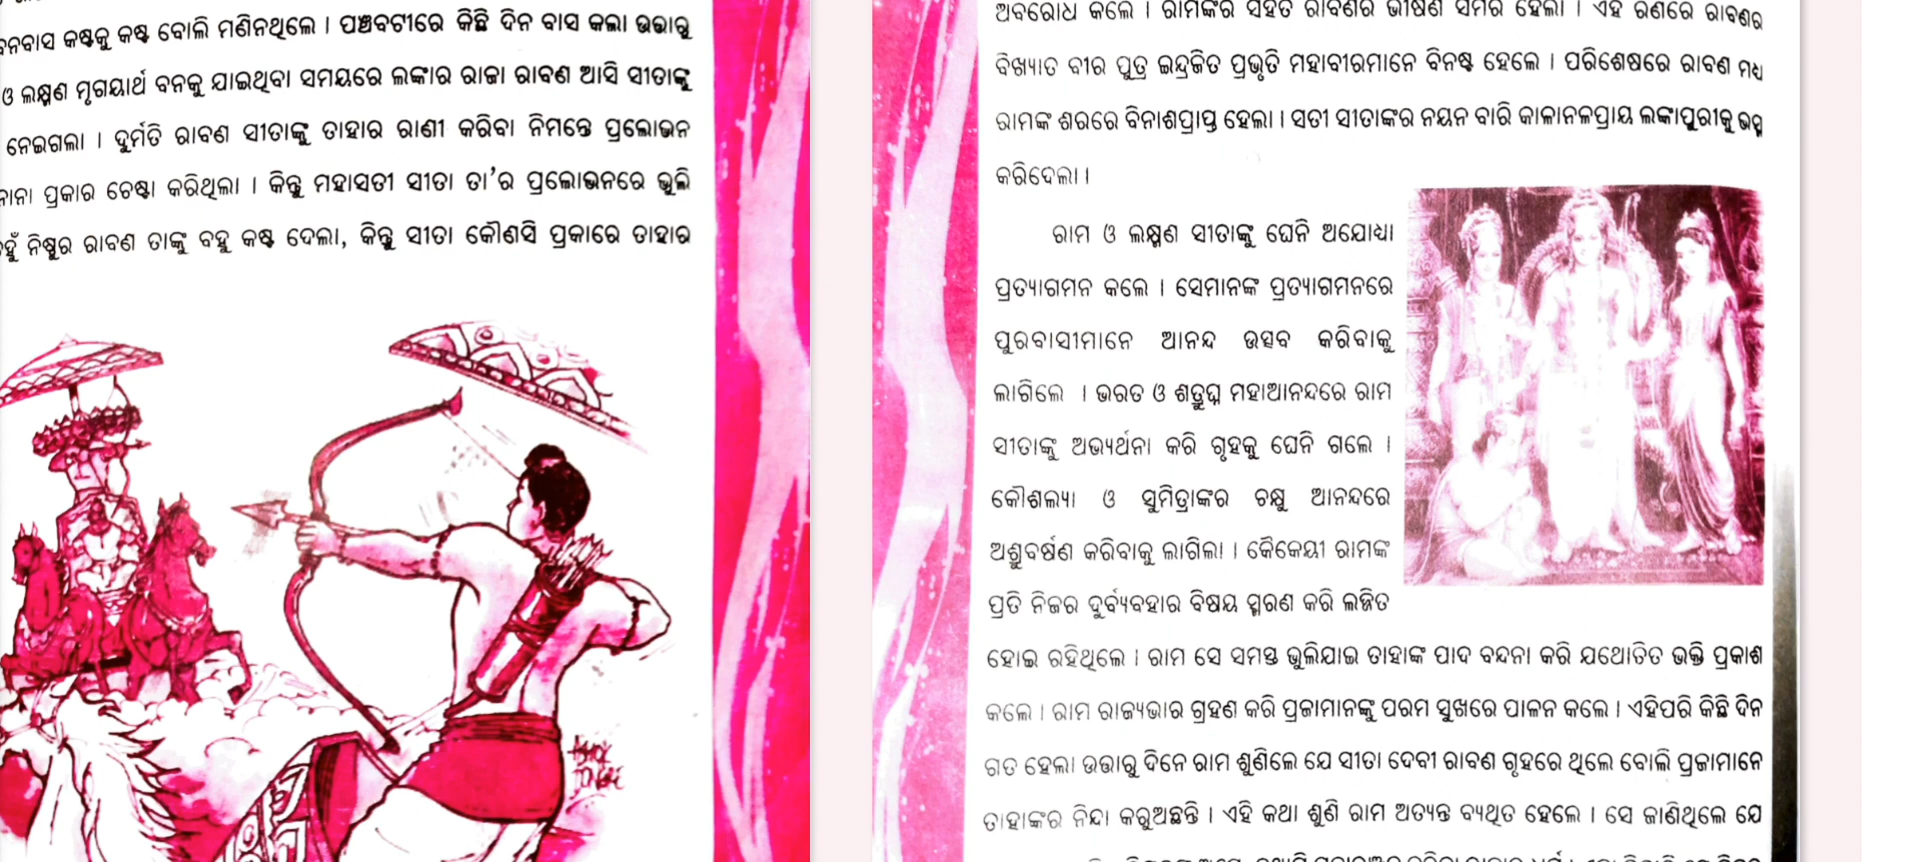 ବନବାସ କଷ୍ଟକୁ କଷ୍ଟ ବୋଲି ମଣିନଥିଲେ । ପଞ୍ଚବଟୀରେ କିଛି ଦିନ ବାସ କଲା ଉତ୍ତାରୁ
ଓ ଲକ୍ଷ୍ମଣ ମୃଗୟାର୍ଥ ବନକୁ ଯାଇଥିବା ସମୟରେ ଲଙ୍କାର ରାଜା ରାବଣ ଆସି ସୀତାଙ୍କୁ
ନେଇଗଲା । ଦୁର୍ମତି ରାବଣ ସୀତାଙ୍କୁ ତାହାର ରାଣୀ କରିବା ନିମନ୍ତେ ପ୍ରଲୋଭନ
ନାନା ପ୍ରକାର ଚେଷ୍ଟା କରିଥିଲା । କିନ୍ତୁ ମହାସତୀ ସୀତା ତା'ର ପ୍ରଲୋଭନରେ ଭୁଲି
ନିଷ୍ଠୁର ରାବଣ ତାଙ୍କୁ ବହୁ କଷ୍ଟ ଦେଲା, କିନ୍ତୁ ସୀତା କୌଣସି ପ୍ରକାରେ ତାହାର
ଅବରୋଧ କଲେ । ରାମଙ୍କର ସହିତ ରାବଣର ଭୀଷଣ ସମର ହେଲା । ଏହି ରଣରେ ରାବଣର
ବିଖ୍ୟାତ ବୀର ପୁତ୍ର ଇନ୍ଦ୍ରଜିତ ପ୍ରଭୃତି ମହାବୀରମାନେ ବିନଷ୍ଟ ହେଲେ । ପରିଶେଷରେ ରାବଣ ମଧ୍ୟ
ରାମଙ୍କ ଶରରେ ବିନାଶପ୍ରାପ୍ତ ହେଲା । ସତୀ ସୀତାଙ୍କର ନୟନ ବାରି କାଳାନଳପ୍ରାୟ ଲଙ୍କାପୁରୀକୁ ଭସ୍ମ
କରିଦେଲା ।
ରାମ ଓ ଲକ୍ଷ୍ମଣ ସୀତାଙ୍କୁ ଘେନି ଅଯୋଧ୍ୟା
ପ୍ରତ୍ୟାଗମନ କଲେ । ସେମାନଙ୍କ ପ୍ରତ୍ୟାଗମନରେ
ପୁରବାସୀମାନେ ଆନନ୍ଦ ଉତ୍ସବ କରିବାକୁ
ଲାଗିଲେ । ଭରତ ଓ ଶତ୍ରୁଘ୍ନ ମହାଆନନ୍ଦରେ ରାମ
ସୀତାଙ୍କୁ ଅଭ୍ୟର୍ଥନା କରି ଗୃହକୁ ଘେନି ଗଲେ ।
କୌଶଲ୍ୟା ଓ ସୁମିତ୍ରାଙ୍କର ଚକ୍ଷୁ ଆନନ୍ଦରେ
ଅଶ୍ରୁବର୍ଷଣ କରିବାକୁ ଲାଗିଲା । କୈକେୟୀ ରାମଙ୍କ
ପ୍ରତି ନିଜର ଦୁର୍ବ୍ୟବହାର ବିଷୟ ସ୍ମରଣ କରି ଲଜ୍ଜିତ
ହୋଇ ରହିଥିଲେ । ରାମ ସେ ସମସ୍ତ ଭୁଲିଯାଇ ତାହାଙ୍କ ପାଦ ବନ୍ଦନା କରି ଯଥୋଚିତ ଭକ୍ତି ପ୍ରକାଶ
କଲେ । ରାମ ରାଜ୍ୟଭାର ଗ୍ରହଣ କରି ପ୍ରଜାମାନଙ୍କୁ ପରମ ସୁଖରେ ପାଳନ କଲେ । ଏହିପରି କିଛି ଦିନ
ଗତ ହେଲା ଉତ୍ତାରୁ ଦିନେ ରାମ ଶୁଣିଲେ ଯେ ସୀତା ଦେବୀ ରାବଣ ଗୃହରେ ଥିଲେ ବୋଲି ପ୍ରଜାମାନେ
ତାହାଙ୍କର ନିନ୍ଦା କରୁଅଛନ୍ତି । ଏହି କଥା ଶୁଣି ରାମ ଅତ୍ୟନ୍ତ ବ୍ୟଥିତ ହେଲେ । ସେ ଜାଣିଥିଲେ ଯେ